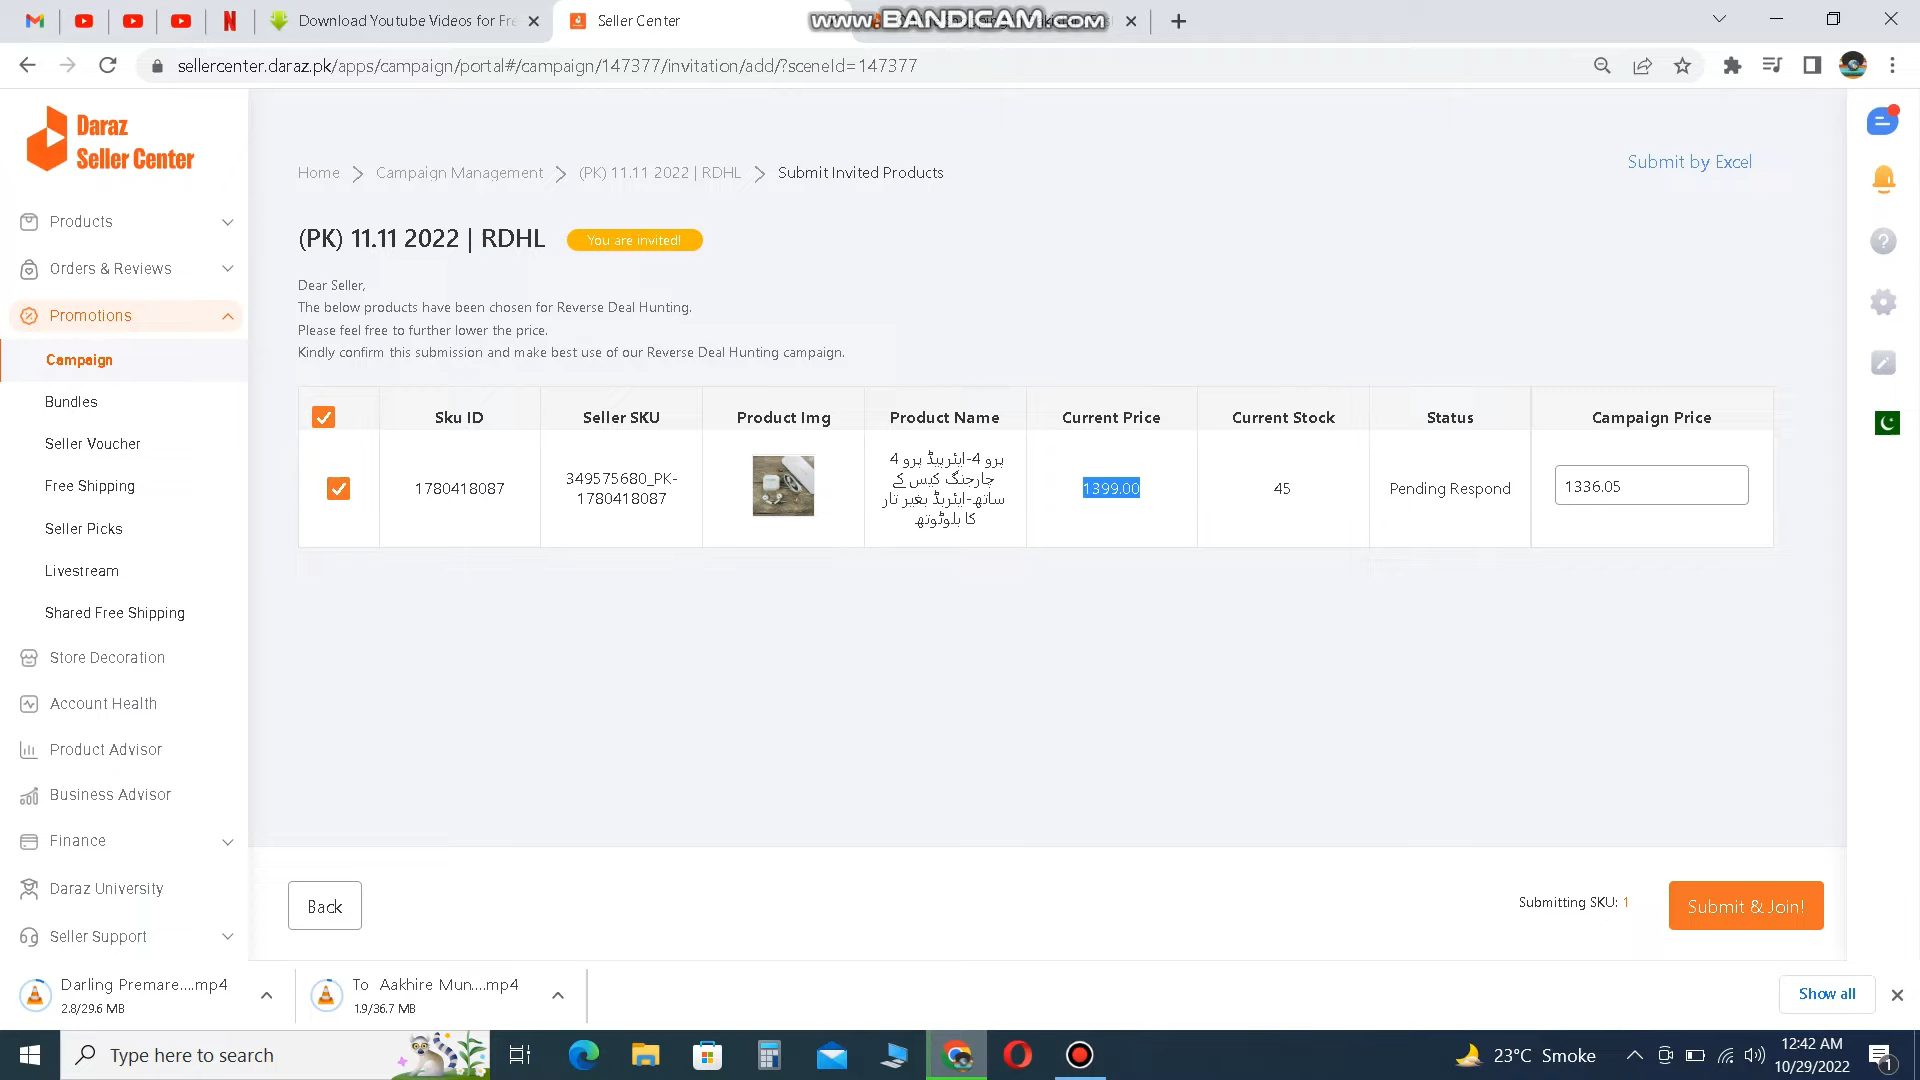 Download Youtube Videos for Fre
Seller Center
www.BANDICAM.com
sellercenter.daraz.pk/apps/campaign/portal#/campaign/147377/invitation/add/?sceneId=147377
Daraz
Seller Center
Products
Orders & Reviews
Promotions
Campaign
Bundles
Seller Voucher
Free Shipping
Seller Picks
Livestream
Shared Free Shipping
Store Decoration
Account Health
Product Advisor
Business Advisor
Finance
Daraz University
Seller Support
Submit by Excel
Home > Campaign Management > (PK) 11.11 2022 | RDHL > Submit Invited Products
(PK) 11.11 2022 | RDHL You are invited!
Dear Seller,
The below products have been chosen for Reverse Deal Hunting.
Please feel free to further lower the price.
Kindly confirm this submission and make best use of our Reverse Deal Hunting campaign.
Sku ID Seller SKU Product Img Product Name Current Price Current Stock Status Campaign Price
1780418087
349575680_PK-
1780418087
پرو 4-ایئرپیڈ پرو 4
چارجنگ کیس کے
ساتھ-ایئربڈ بغیر تار
کا بلوٹوتھ
1399.00
45
Pending Respond
1336.05
Back
Submitting SKU: 1
Submit & Join!
Darling Premare....mp4
2.8/29.6 MB
To Aakhire Mun....mp4
1.9/36.7 MB
Show all
Type here to search
23°C Smoke
12:42 AM
10/29/2022
1